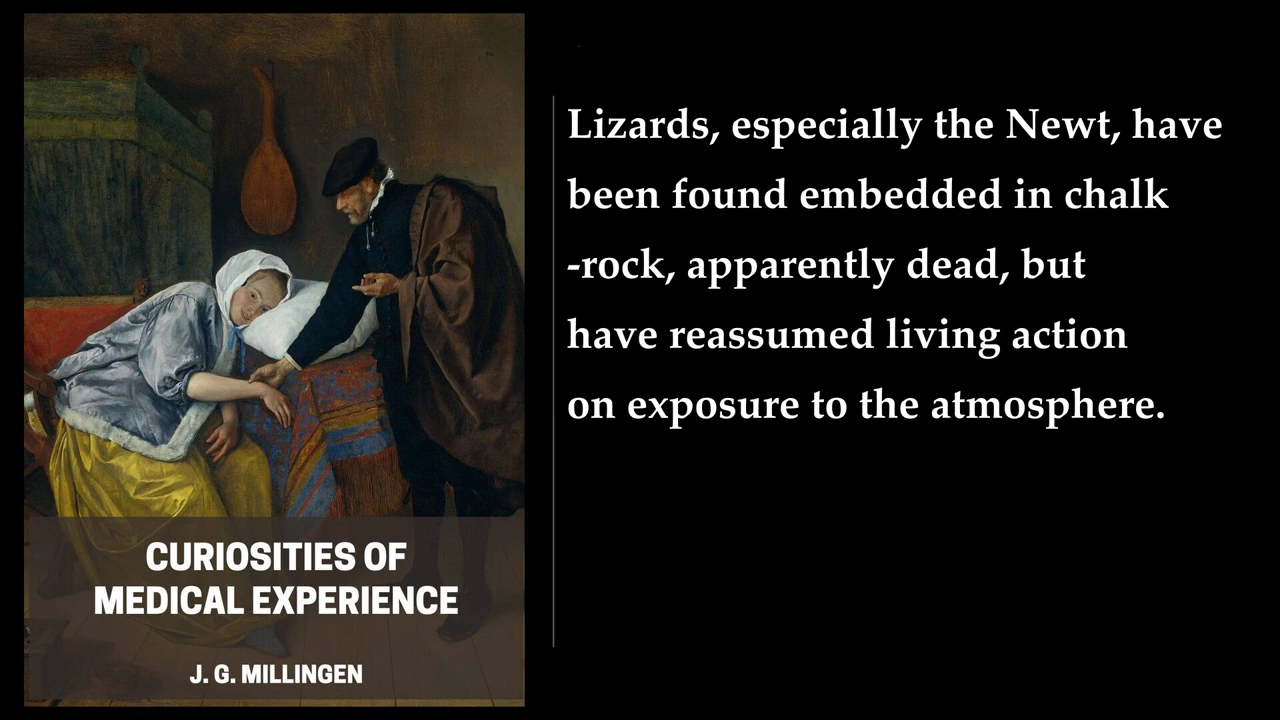 Lizards, especially the Newt, have
been found embedded in chalk
-rock, apparently dead, but
have reassumed living action
on exposure to the atmosphere.
CURIOSITIES OF
MEDICAL EXPERIENCE
J. G. MILLINGEN